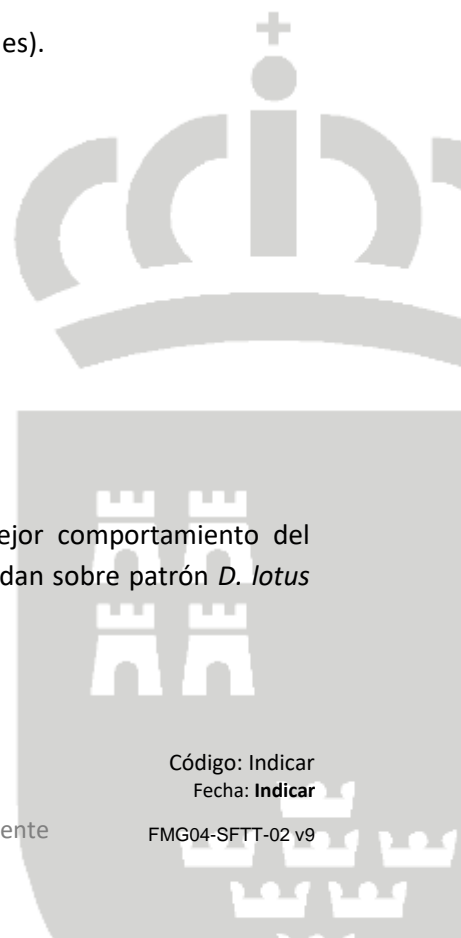 es).
ejor comportamiento del
dan sobre patrón D. lotus
Código: Indicar
Fecha: Indicar
ente
FMG04-SFTT-02 v9